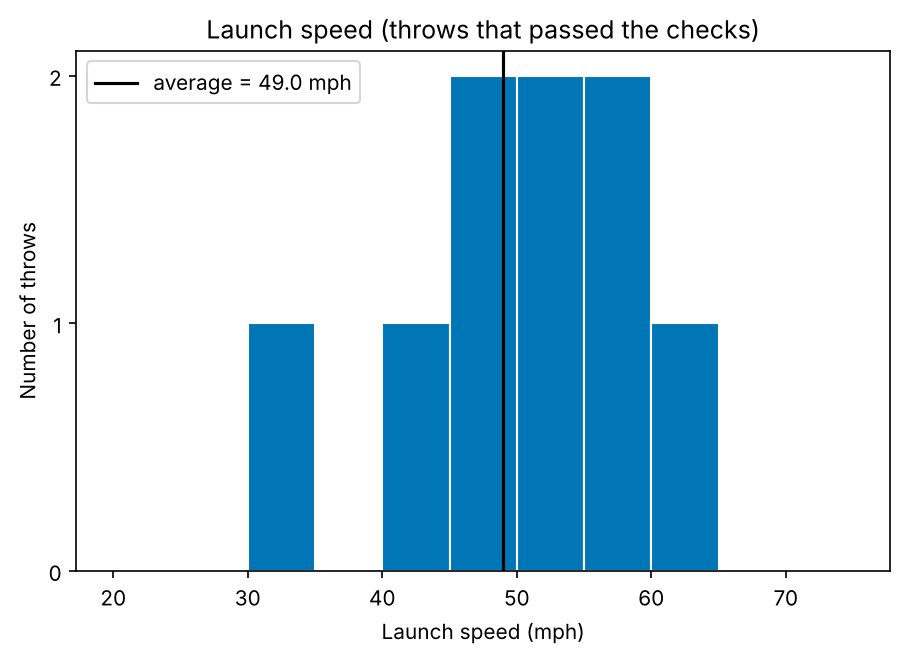 Launch speed (throws that passed the checks)
average = 49.0 mph
Number of throws
2
1
0
20 30 40 50 60 70
Launch speed (mph)